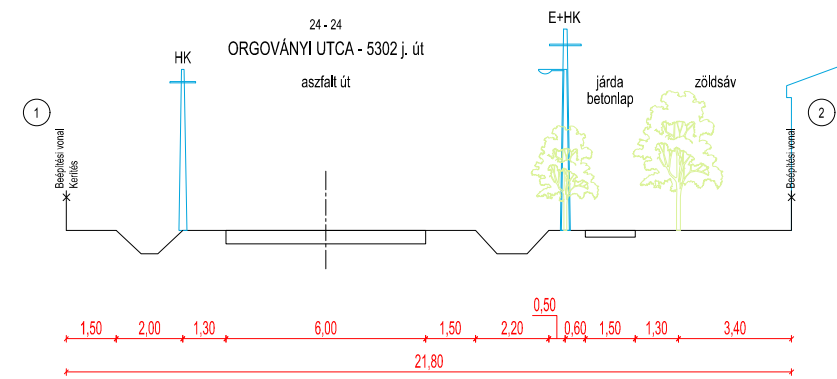 24 - 24
ORGOVÁNYI UTCA - 5302 j. út
aszfalt út
HK
E+HK
járda
betonlap
zöldsáv
1
2
Beépítési vonal
Kerítés
Beépítési vonal
0,50
1,50 2,00 1,30 6,00 1,50 2,20 0,60 1,50 1,30 3,40
21,80